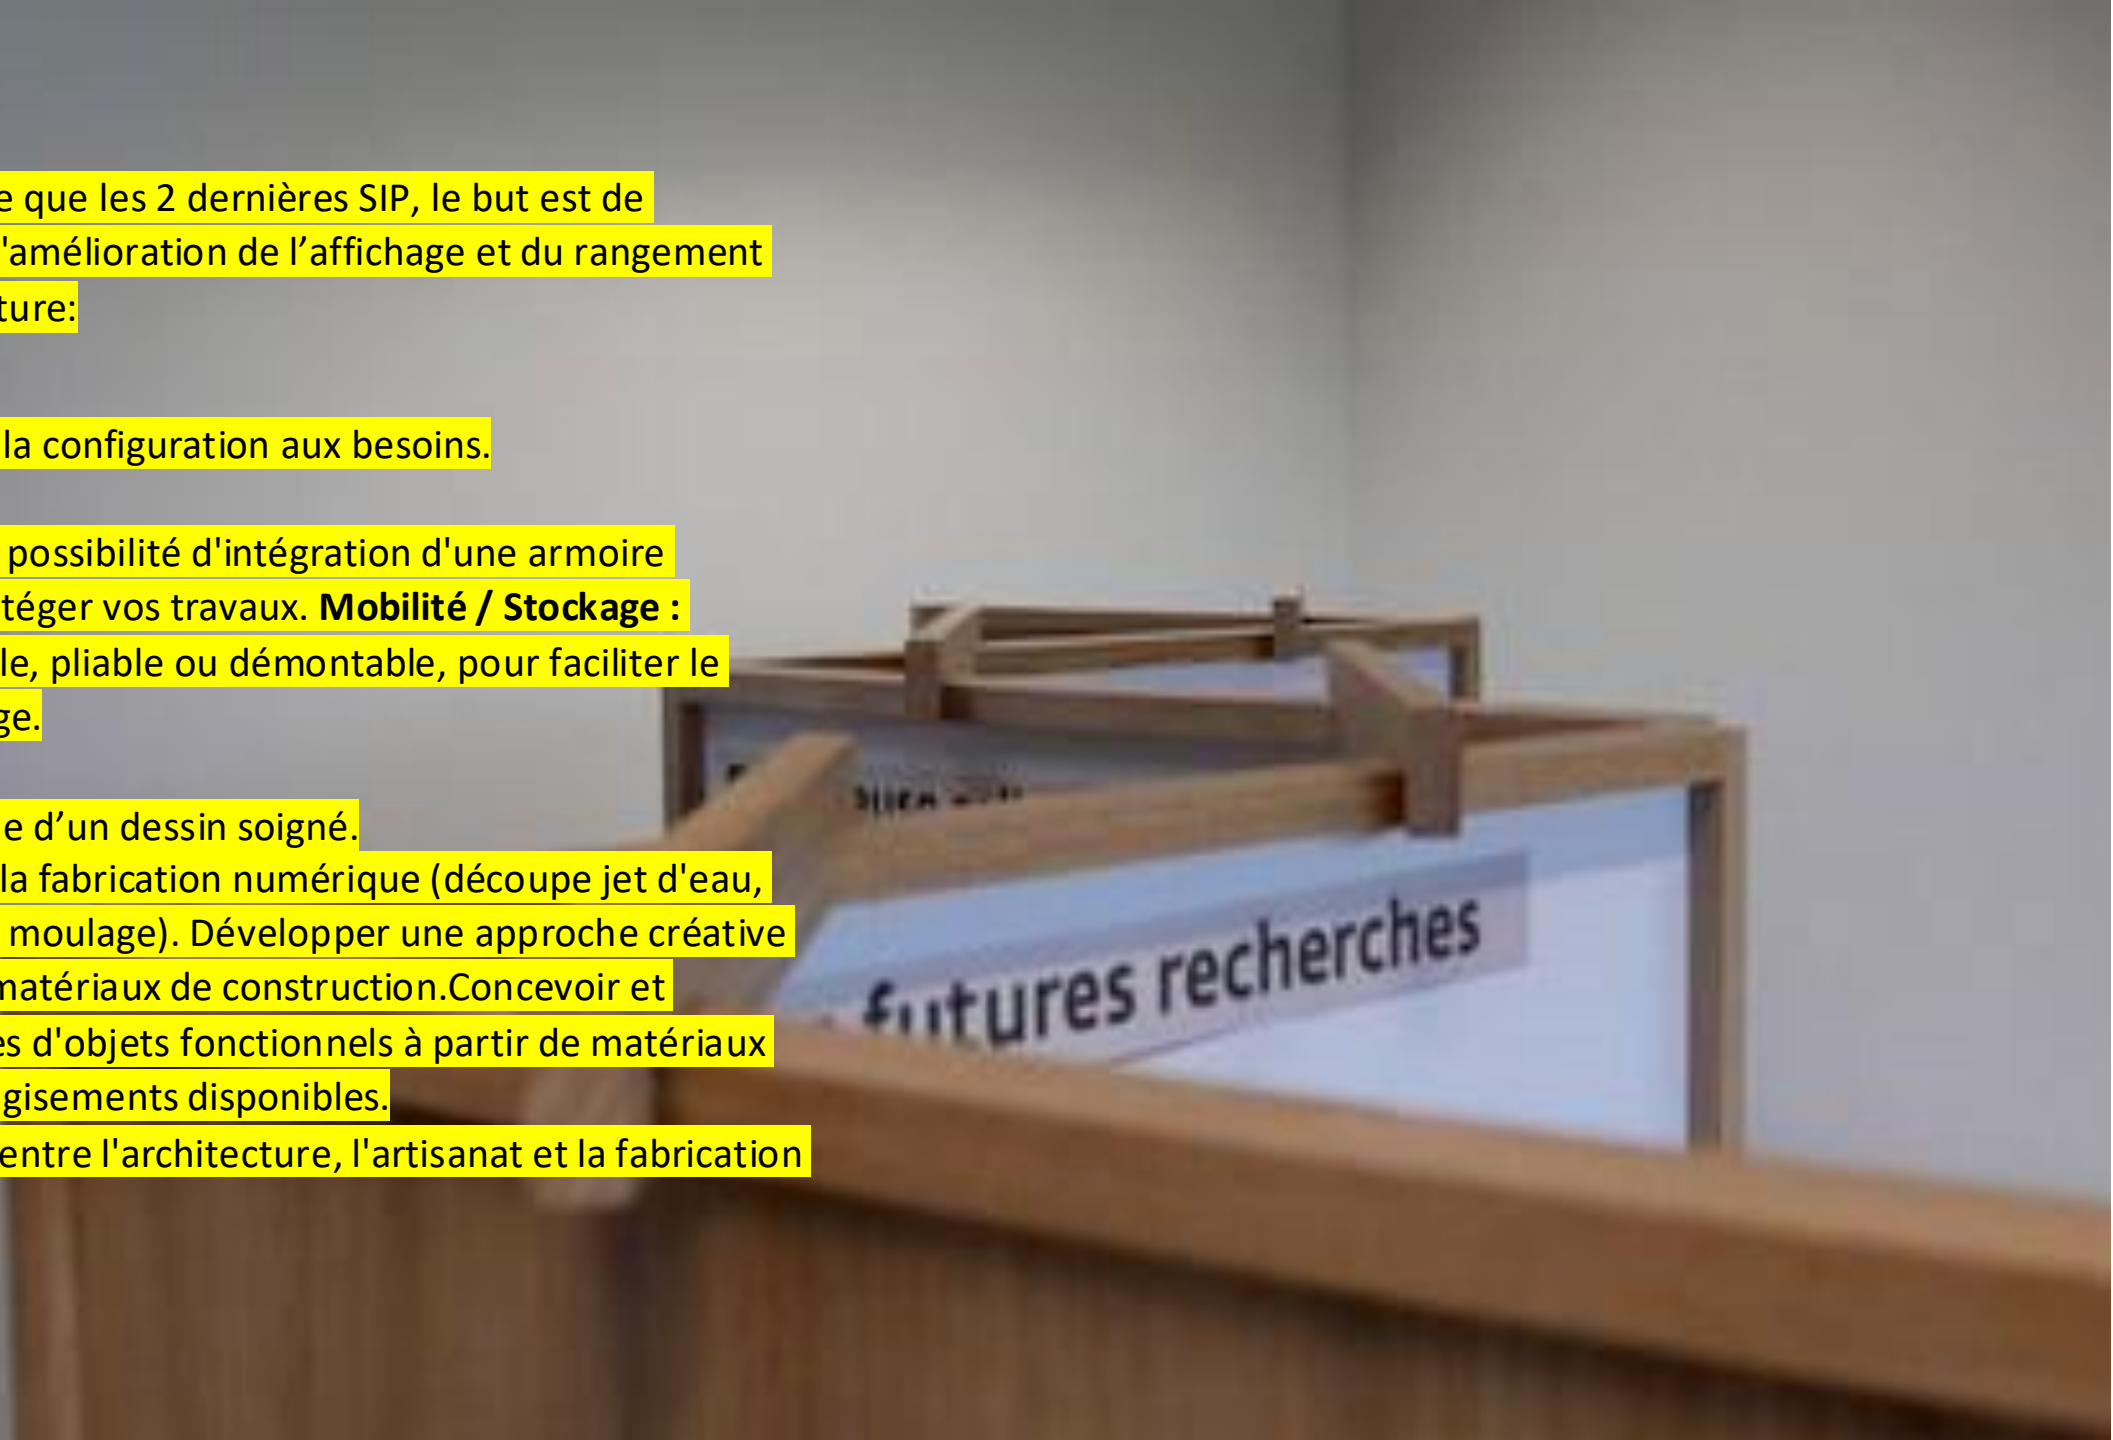 e que les 2 dernières SIP, le but est de
'amélioration de l’affichage et du rangement
ture:
la configuration aux besoins.
possibilité d'intégration d'une armoire
téger vos travaux. Mobilité / Stockage :
le, pliable ou démontable, pour faciliter le
ge.
e d’un dessin soigné.
la fabrication numérique (découpe jet d'eau,
moulage). Développer une approche créative
matériaux de construction.Concevoir et
es d'objets fonctionnels à partir de matériaux
gisements disponibles.
entre l'architecture, l'artisanat et la fabrication
futures recherches